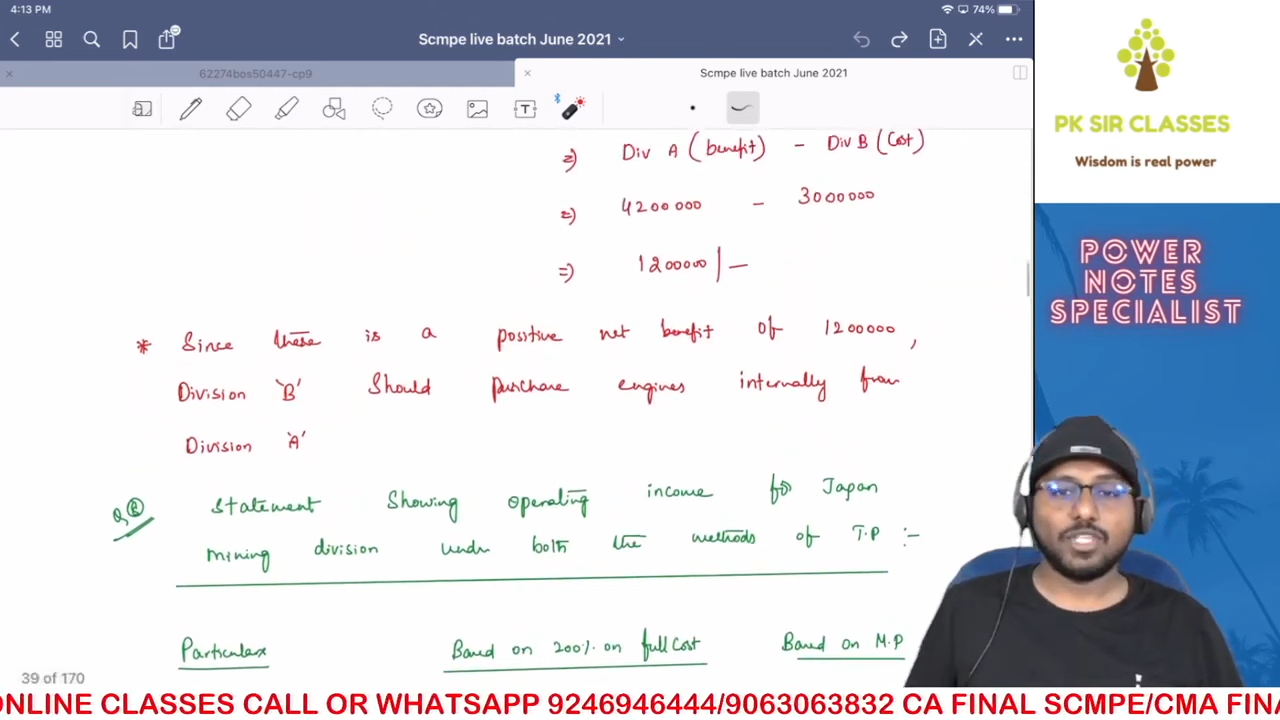 4:13 PM
74%
Scmpe live batch June 2021
62274bos50447-cp9
Scmpe live batch June 2021
T
=) Div A (benefit) - Div B (Cost)
=) 4200000 - 3000000
=) 1200000/-
* Since there is a positive net benefit of 1200000,
Division 'B' Should purchase engines internally from
Division 'A'
Q② Statement Showing operating income for Japan
mining division under both the methods of T.P :-
Particulars Based on 200% on full Cost Based on M.P
39 of 170
PK SIR CLASSES
Wisdom is real power
POWER
NOTES
SPECIALIST
ONLINE CLASSES CALL OR WHATSAPP 9246946444/9063063832 CA FINAL SCMPE/CMA FINA